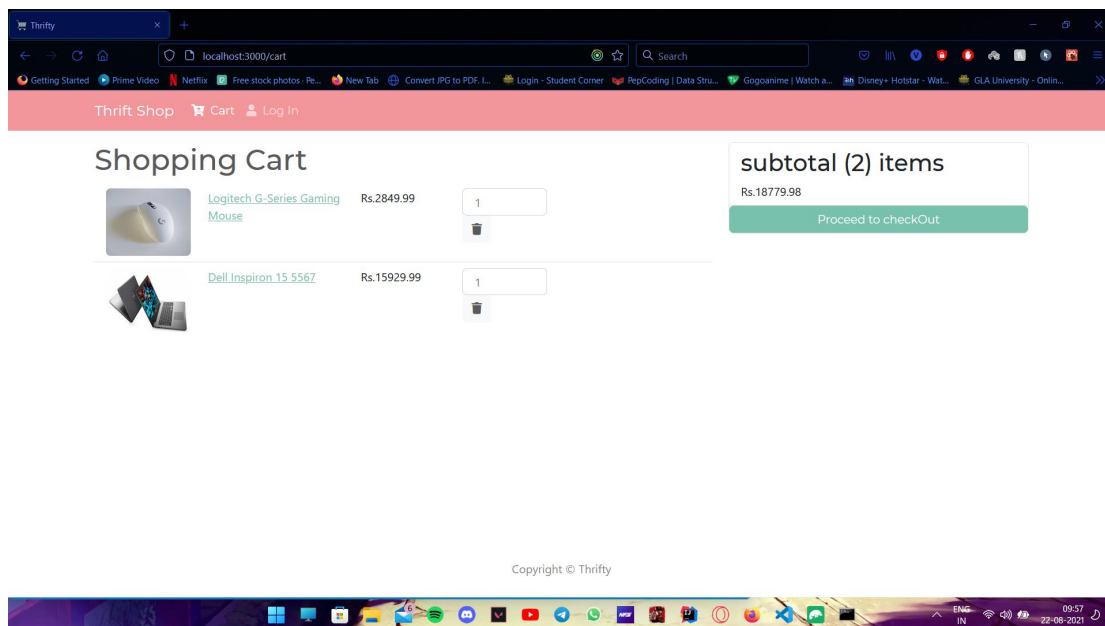 Thrifty
localhost:3000/cart
Search
Getting Started Prime Video Netflix Free stock photos · Pe... New Tab Convert JPG to PDF. I... Login - Student Corner PepCoding | Data Stru... Gogoanime | Watch a... Disney+ Hotstar - Wat... GLA University - Onlin...
Thrift Shop Cart Log In
Shopping Cart
Logitech G-Series Gaming Mouse
Rs.2849.99
1
Dell Inspiron 15 5567
Rs.15929.99
1
subtotal (2) items
Rs.18779.98
Proceed to checkOut
Copyright © Thrifty
6
ENG
IN
09:57
22-08-2021